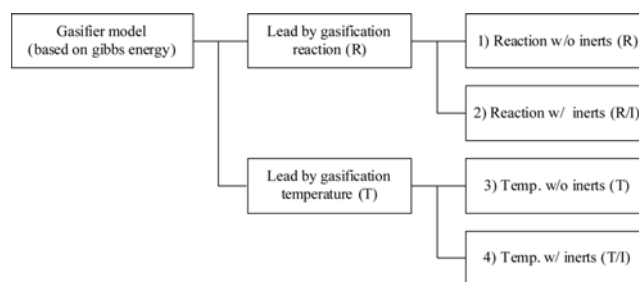 Gasifier model
(based on gibbs energy)
Lead by gasification
reaction (R)
1) Reaction w/o inerts (R)
2) Reaction w/ inerts (R/I)
Lead by gasification
temperature (T)
3) Temp. w/o inerts (T)
4) Temp. w/ inerts (T/I)